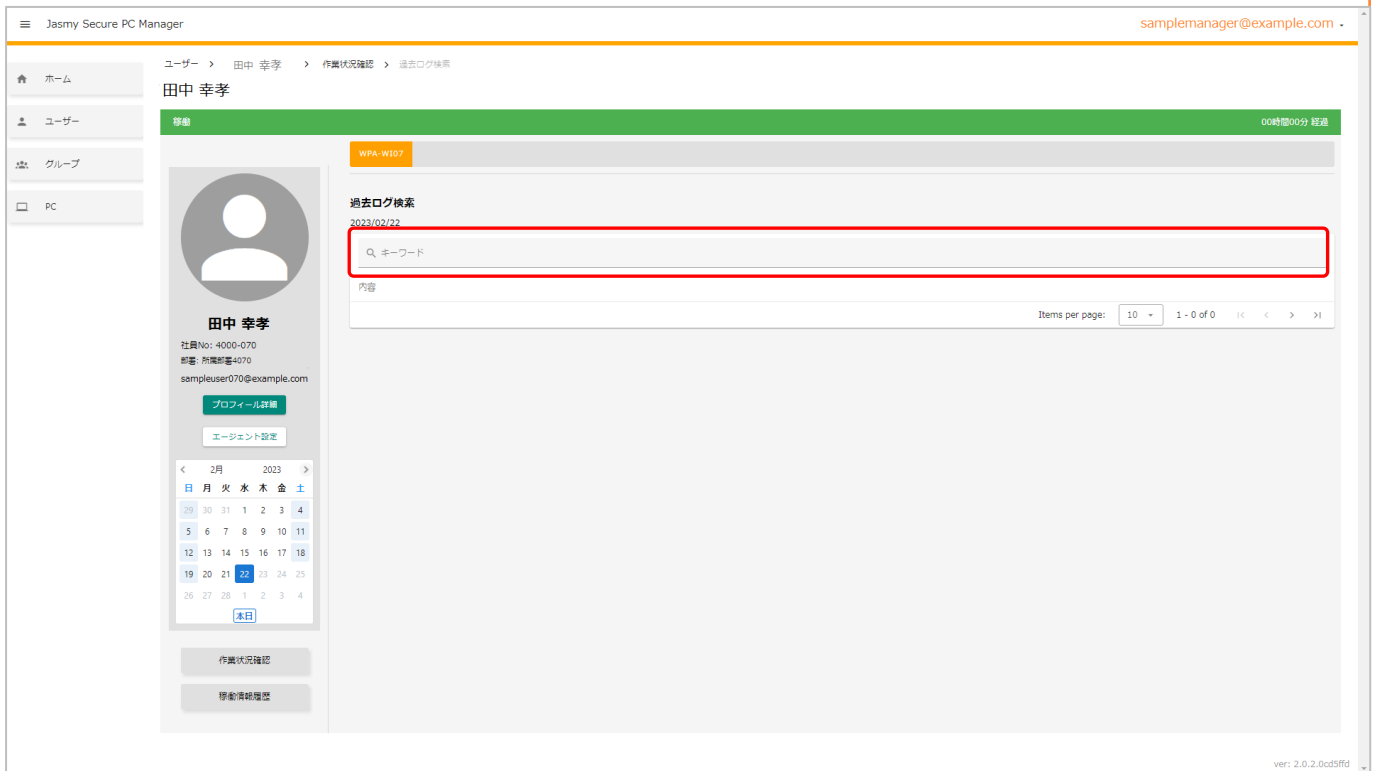 Jasmy Secure PC Manager
samplemanager@example.com
ホーム
ユーザー
グループ
PC
ユーザー > 田中 幸孝 > 作業状況確認 > 過去ログ検索
田中 幸孝
稼働
00時間00分 経過
WPA-WI07
過去ログ検索
2023/02/22
キーワード
内容
Items per page: 10 1 - 0 of 0
田中 幸孝
社員No: 4000-070
部署: 所属部署4070
sampleuser070@example.com
プロフィール詳細
エージェント設定
2月 2023
日 月 火 水 木 金 土
29 30 31 1 2 3 4
5 6 7 8 9 10 11
12 13 14 15 16 17 18
19 20 21 22 23 24 25
26 27 28 1 2 3 4
本日
作業状況確認
稼働情報履歴
ver: 2.0.2.0cd5ffd